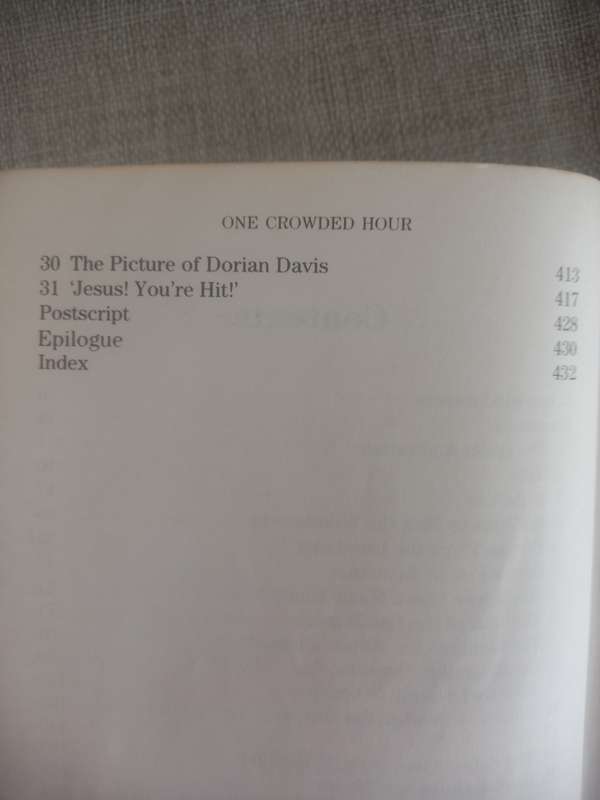 ONE CROWDED HOUR
30 The Picture of Dorian Davis 413
31 'Jesus! You're Hit!' 417
Postscript 428
Epilogue 430
Index 432